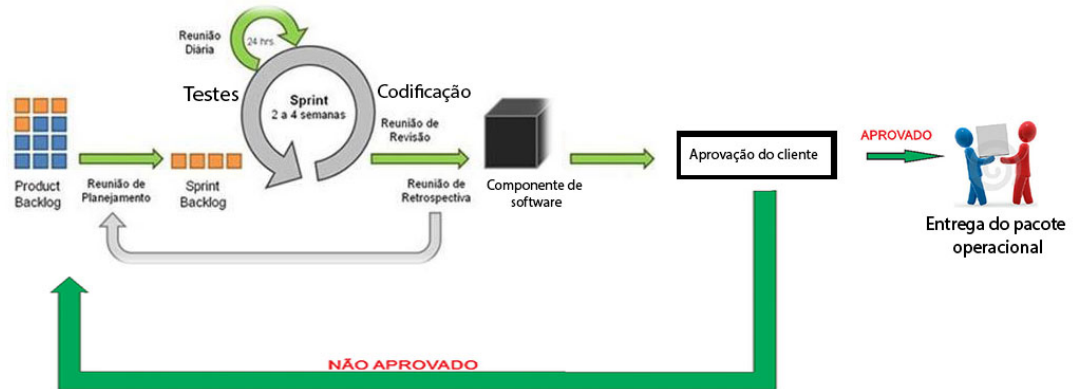 Reunião
Diária
24 hrs.
Testes
Codificação
Sprint
2 a 4 semanas
Reunião de
Revisão
Product
Backlog
Reunião de
Planejamento
Sprint
Backlog
Reunião de
Retrospectiva
Componente de
software
Aprovação do cliente
APROVADO
Entrega do pacote
operacional
NÃO APROVADO